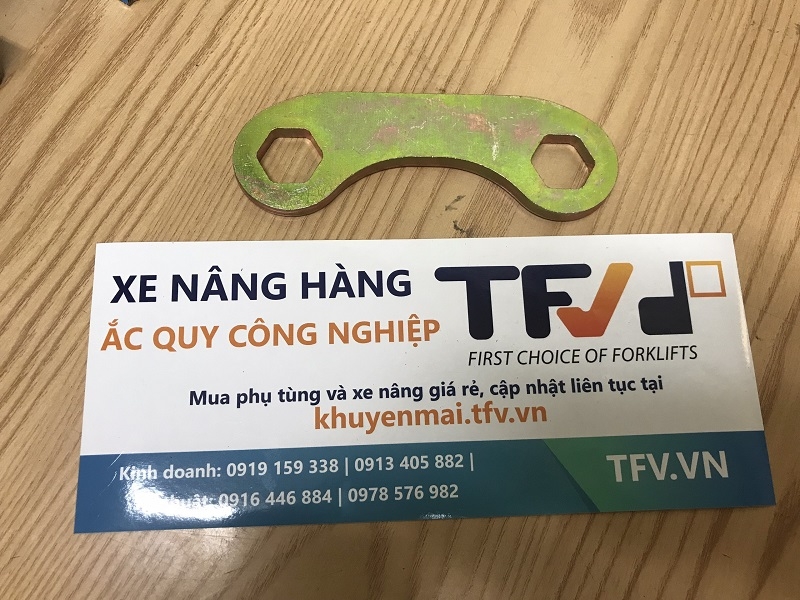 XE NÂNG HÀNG
ẮC QUY CÔNG NGHIỆP
TFV
FIRST CHOICE OF FORKLIFTS
Mua phụ tùng và xe nâng giá rẻ, cập nhật liên tục tại
khuyenmai.tfv.vn
Kinh doanh: 0919 159 338 | 0913 405 882 |
0916 446 884 | 0978 576 982
TFV.VN